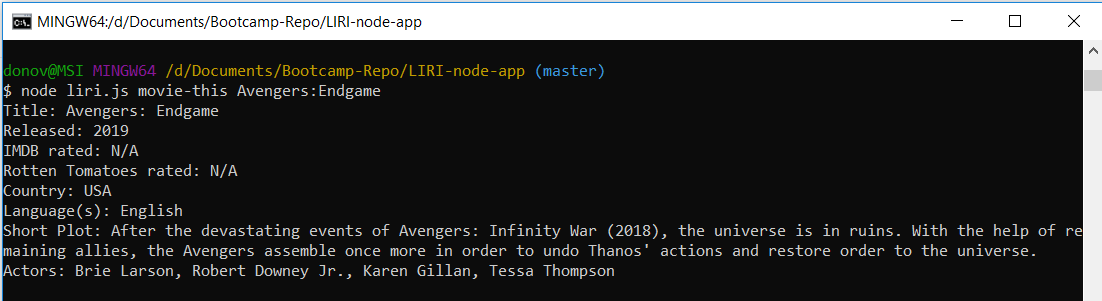 MINGW64:/d/Documents/Bootcamp-Repo/LIRI-node-app
donov@MSI MINGW64 /d/Documents/Bootcamp-Repo/LIRI-node-app (master)
$ node liri.js movie-this Avengers:Endgame
Title: Avengers: Endgame
Released: 2019
IMDB rated: N/A
Rotten Tomatoes rated: N/A
Country: USA
Language(s): English
Short Plot: After the devastating events of Avengers: Infinity War (2018), the universe is in ruins. With the help of re
maining allies, the Avengers assemble once more in order to undo Thanos' actions and restore order to the universe.
Actors: Brie Larson, Robert Downey Jr., Karen Gillan, Tessa Thompson